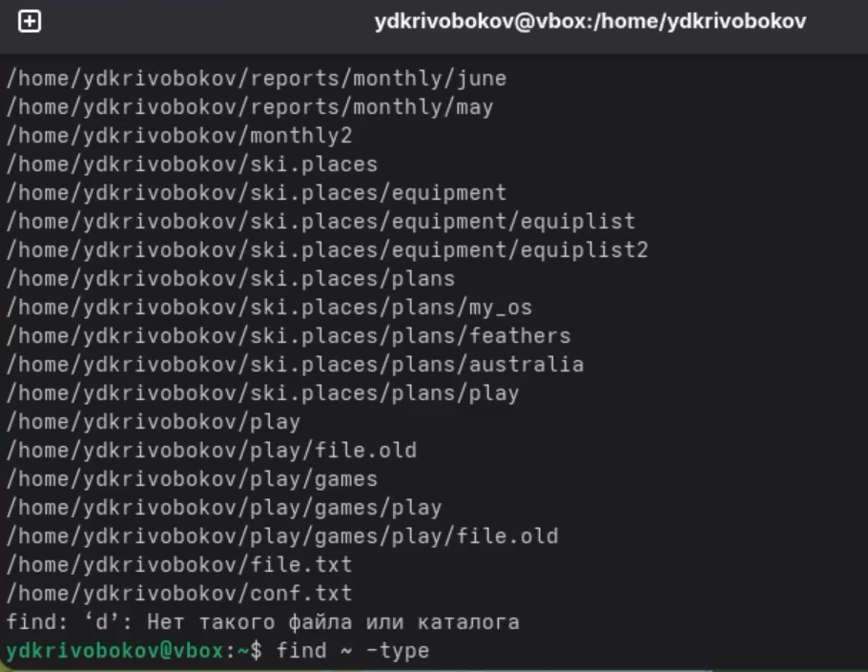 ydkrivobokov@vbox:/home/ydkrivobokov
/home/ydkrivobokov/reports/monthly/june
/home/ydkrivobokov/reports/monthly/may
/home/ydkrivobokov/monthly2
/home/ydkrivobokov/ski.places
/home/ydkrivobokov/ski.places/equipment
/home/ydkrivobokov/ski.places/equipment/equiplist
/home/ydkrivobokov/ski.places/equipment/equiplist2
/home/ydkrivobokov/ski.places/plans
/home/ydkrivobokov/ski.places/plans/my_os
/home/ydkrivobokov/ski.places/plans/feathers
/home/ydkrivobokov/ski.places/plans/australia
/home/ydkrivobokov/ski.places/plans/play
/home/ydkrivobokov/play
/home/ydkrivobokov/play/file.old
/home/ydkrivobokov/play/games
/home/ydkrivobokov/play/games/play
/home/ydkrivobokov/play/games/play/file.old
/home/ydkrivobokov/file.txt
/home/ydkrivobokov/conf.txt
find: ‘d’: Нет такого файла или каталога
ydkrivobokov@vbox:~$ find ~ -type